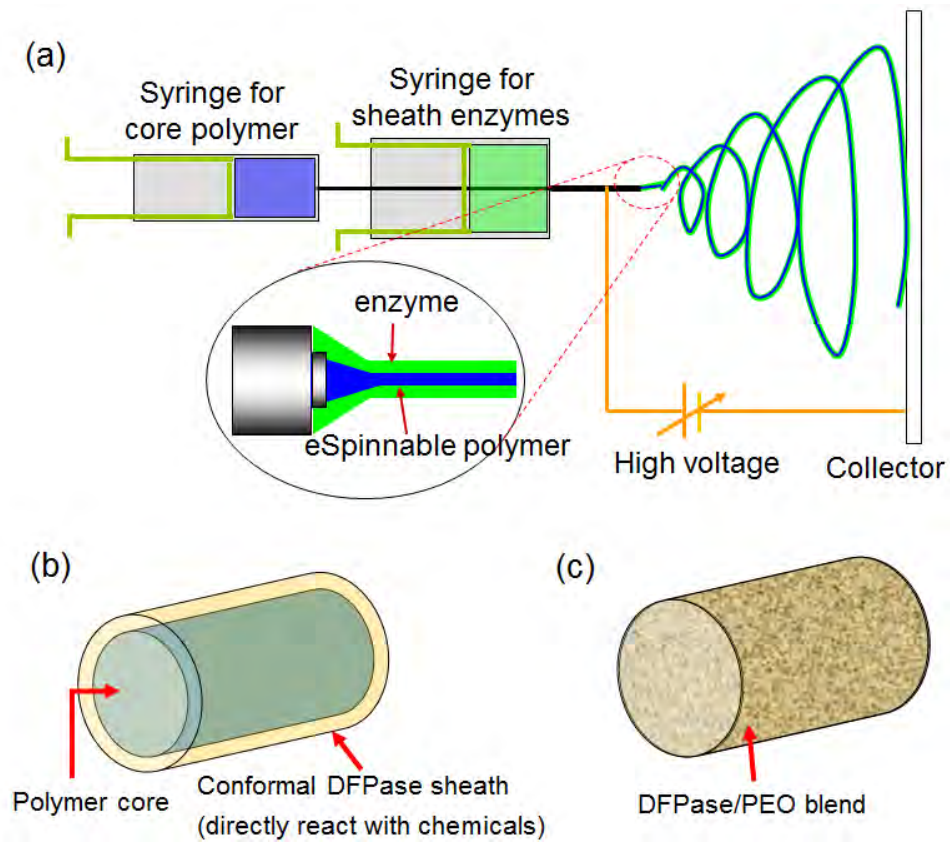 (a)
Syringe for
core polymer
Syringe for
sheath enzymes
enzyme
eSpinnable polymer
High voltage
Collector
(b)
Polymer core
Conformal DFPase sheath
(directly react with chemicals)
(c)
DFPase/PEO blend